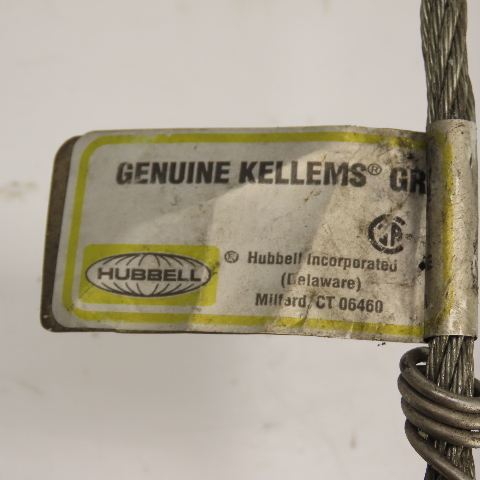 GENUINE KELLEMS® GR
HUBBELL
® Hubbell Incorporated
(Delaware)
Milford, CT 06460